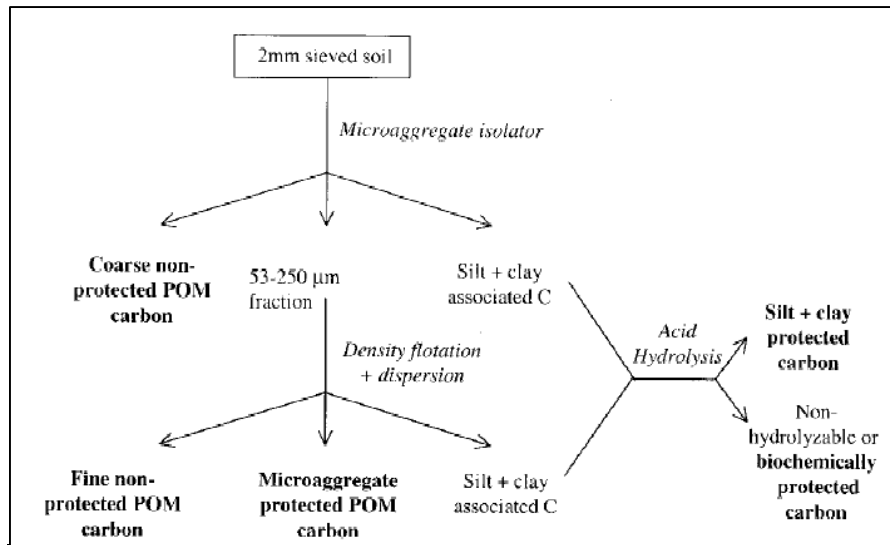 2mm sieved soil
Microaggregate isolator
Coarse non-
protected POM
carbon
53-250 μm
fraction
Silt + clay
associated C
Density flotation
+ dispersion
Acid
Hydrolysis
Silt + clay
protected
carbon
Non-
hydrolyzable or
biochemically
protected
carbon
Fine non-
protected POM
carbon
Microaggregate
protected POM
carbon
Silt + clay
associated C